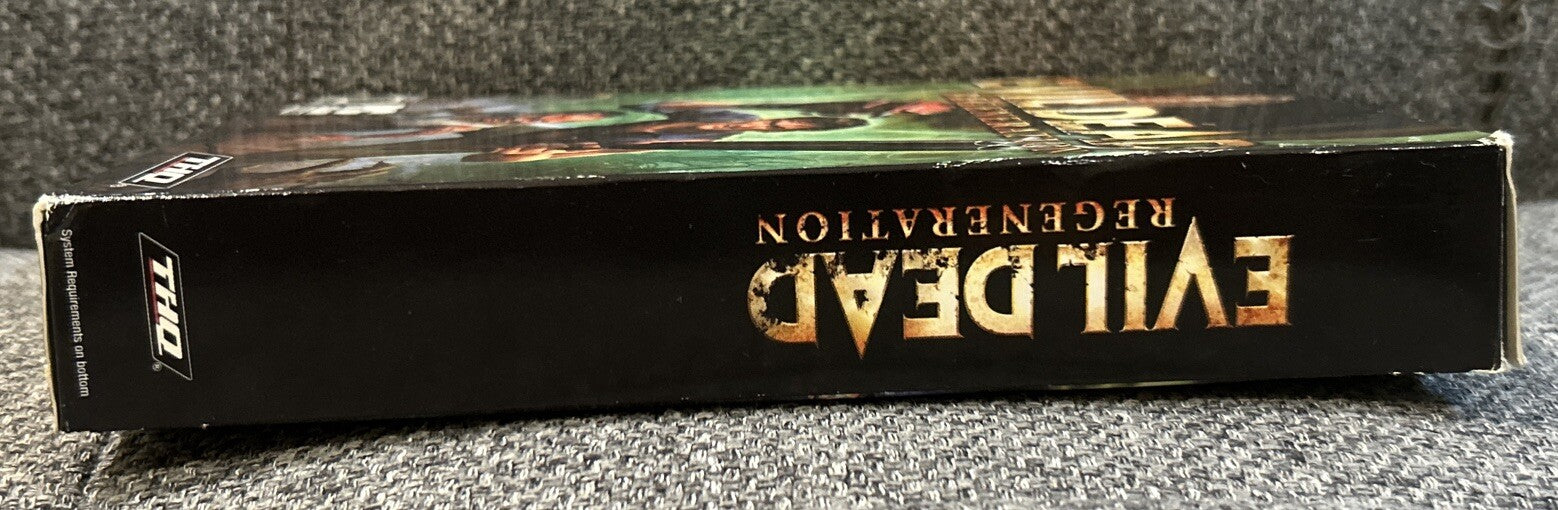 EVIL DEAD
REGENERATION
THQ
®
System Requirements on bottom
THQ